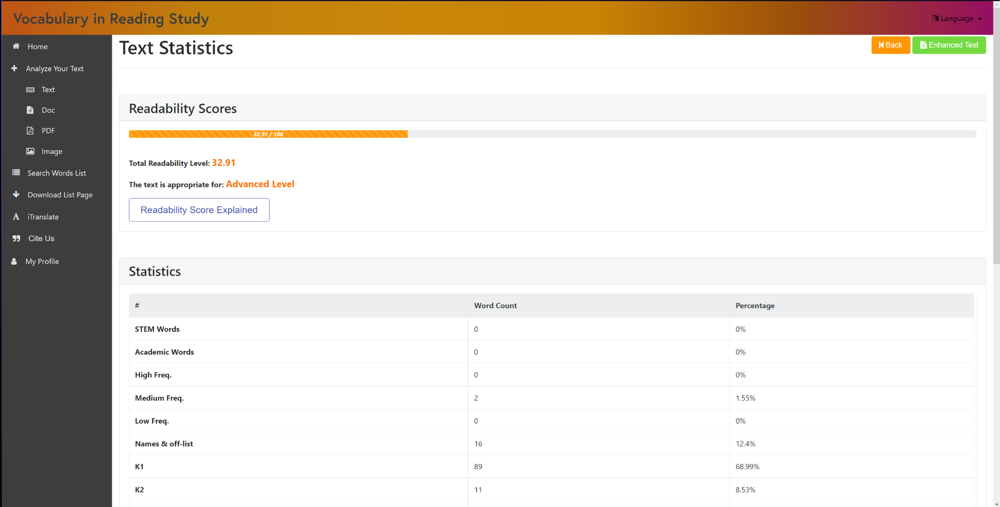 Vocabulary in Reading Study
Language
Home
Analyze Your Text
Text
Doc
PDF
Image
Search Words List
Download List Page
iTranslate
Cite Us
My Profile
Text Statistics
Back
Enhanced Text
Readability Scores
32.91 / 100
Total Readability Level: 32.91
The text is appropriate for: Advanced Level
Readability Score Explained
Statistics
# Word Count Percentage
STEM Words 0 0%
Academic Words 0 0%
High Freq. 0 0%
Medium Freq. 2 1.55%
Low Freq. 0 0%
Names & off-list 16 12.4%
K1 89 68.99%
K2 11 8.53%